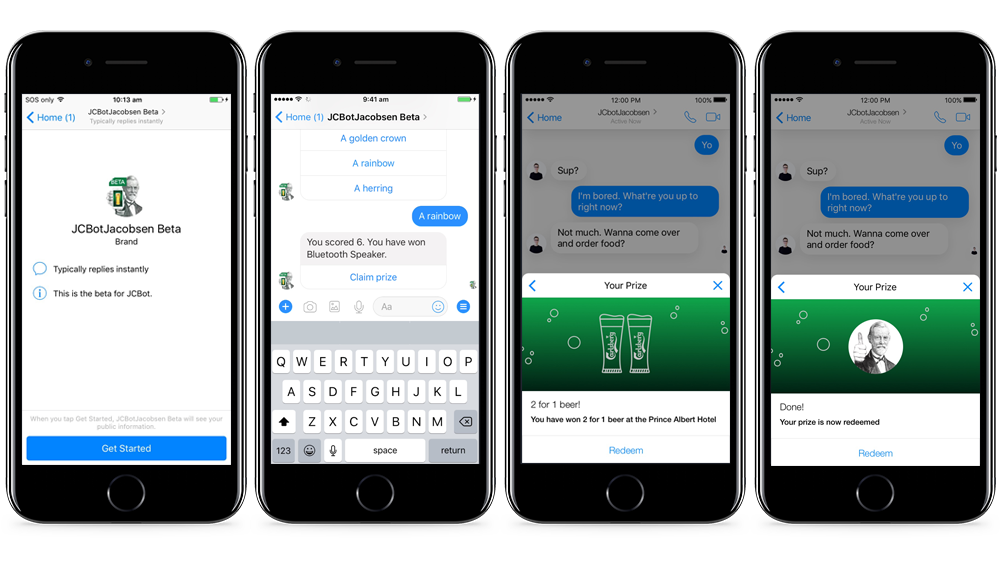 SOS only
10:13 am
Home (1)
JCBotJacobsen Beta
Typically replies instantly
BETA
JCBotJacobsen Beta
Brand
Typically replies instantly
This is the beta for JCBot.
When you tap Get Started, JCBotJacobsen Beta will see your
public information.
Get Started
9:41 am
Home (1) JCBotJacobsen Beta
A golden crown
A rainbow
A herring
A rainbow
You scored 6. You have won
Bluetooth Speaker.
Claim prize
Aa
Q W E R T Y U I O P
A S D F G H J K L
Z X C V B N M
123 space return
12:00 PM
100%
Home
JCbotJacobsen
Active Now
Yo
Sup?
I'm bored. What're you up to
right now?
Not much. Wanna come over
and order food?
Your Prize
Carlsberg Carlsberg
2 for 1 beer!
You have won 2 for 1 beer at the Prince Albert Hotel
Redeem
12:00 PM
100%
Home
JCbotJacobsen
Active Now
Yo
Sup?
I'm bored. What're you up to
right now?
Not much. Wanna come over
and order food?
Your Prize
Done!
Your prize is now redeemed
Redeem